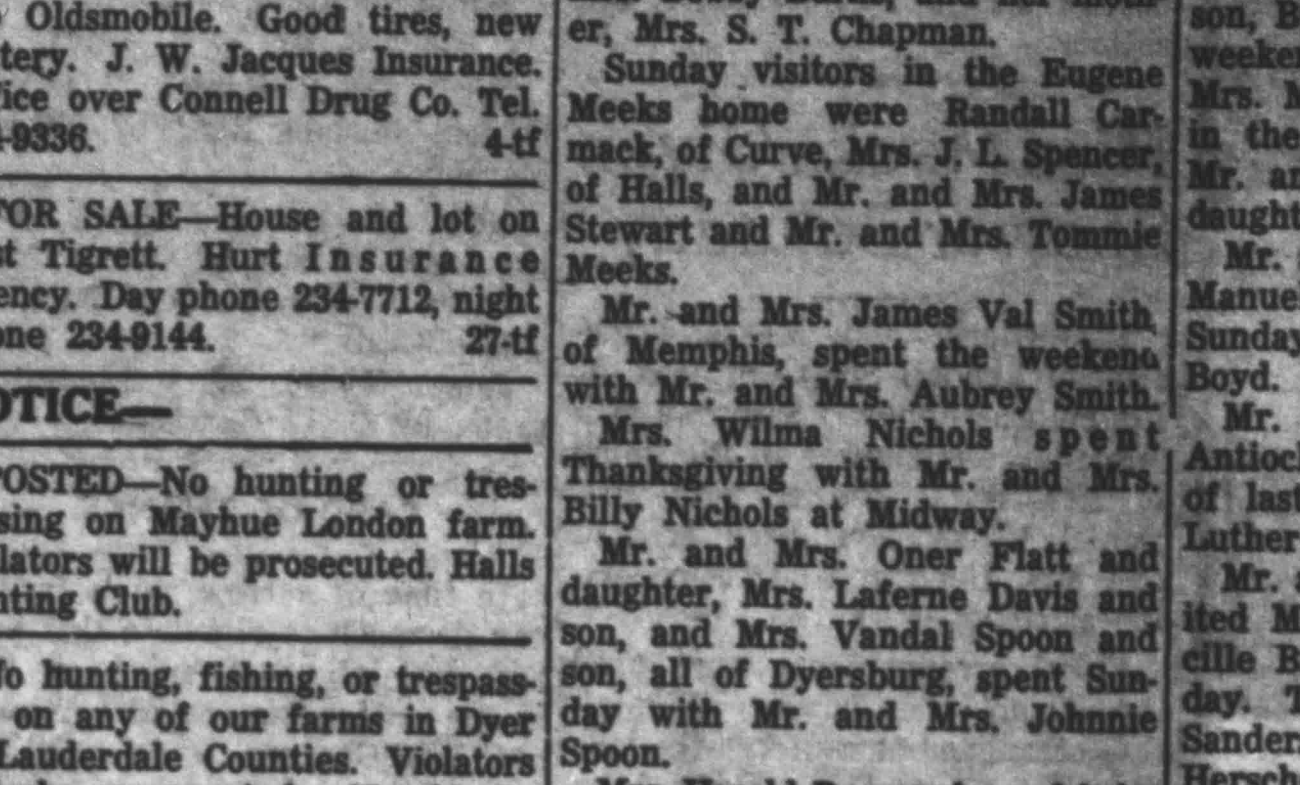 Oldsmobile. Good tires, new
tery. J. W. Jacques Insurance.
ice over Connell Drug Co. Tel.
-9336. 4-tf
FOR SALE—House and lot on
st Tigrett. Hurt Insurance
ency. Day phone 234-7712, night
one 234-9144. 27-tf
OTICE—
POSTED—No hunting or tres-
sing on Mayhue London farm.
lators will be prosecuted. Halls
nting Club.
No hunting, fishing, or trespass-
on any of our farms in Dyer
Lauderdale Counties. Violators
er, Mrs. S. T. Chapman.
Sunday visitors in the Eugene
Meeks home were Randall Car-
mack, of Curve, Mrs. J. L. Spencer,
of Halls, and Mr. and Mrs. James
Stewart and Mr. and Mrs. Tommie
Meeks.
Mr. and Mrs. James Val Smith
of Memphis, spent the weekend
with Mr. and Mrs. Aubrey Smith.
Mrs. Wilma Nichols spent
Thanksgiving with Mr. and Mrs.
Billy Nichols at Midway.
Mr. and Mrs. Oner Flatt and
daughter, Mrs. Laferne Davis and
son, and Mrs. Vandal Spoon and
son, all of Dyersburg, spent Sun-
day with Mr. and Mrs. Johnnie
Spoon.
son, B
weeken
Mrs. M
in the
Mr. an
daught
Mr.
Manue
Sunday
Boyd.
Mr.
Antioc
of last
Luther
Mr. a
ited M
cille B
day. T
Sander
Hersch